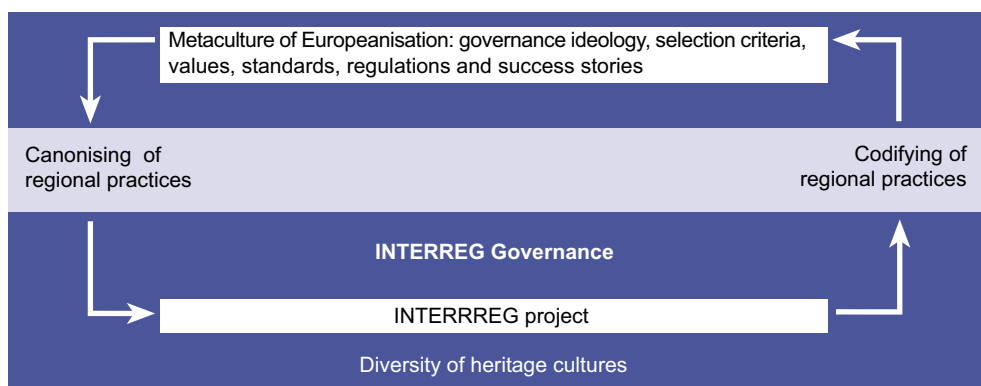 Metaculture of Europeanisation: governance ideology, selection criteria,
values, standards, regulations and success stories
Canonising of
regional practices
Codifying of
regional practices
INTERREG Governance
INTERRREG project
Diversity of heritage cultures